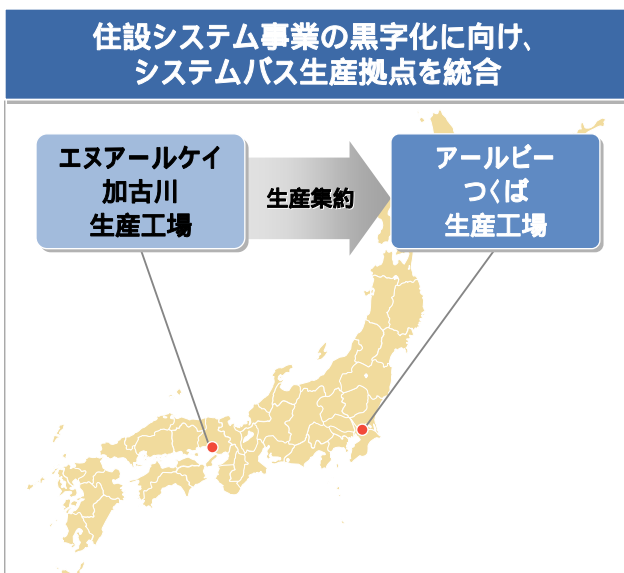 住設システム事業の黒字化に向け、
システムバス生産拠点を統合
エヌアールケイ
加古川
生産工場
生産集約
アールビー
つくば
生産工場